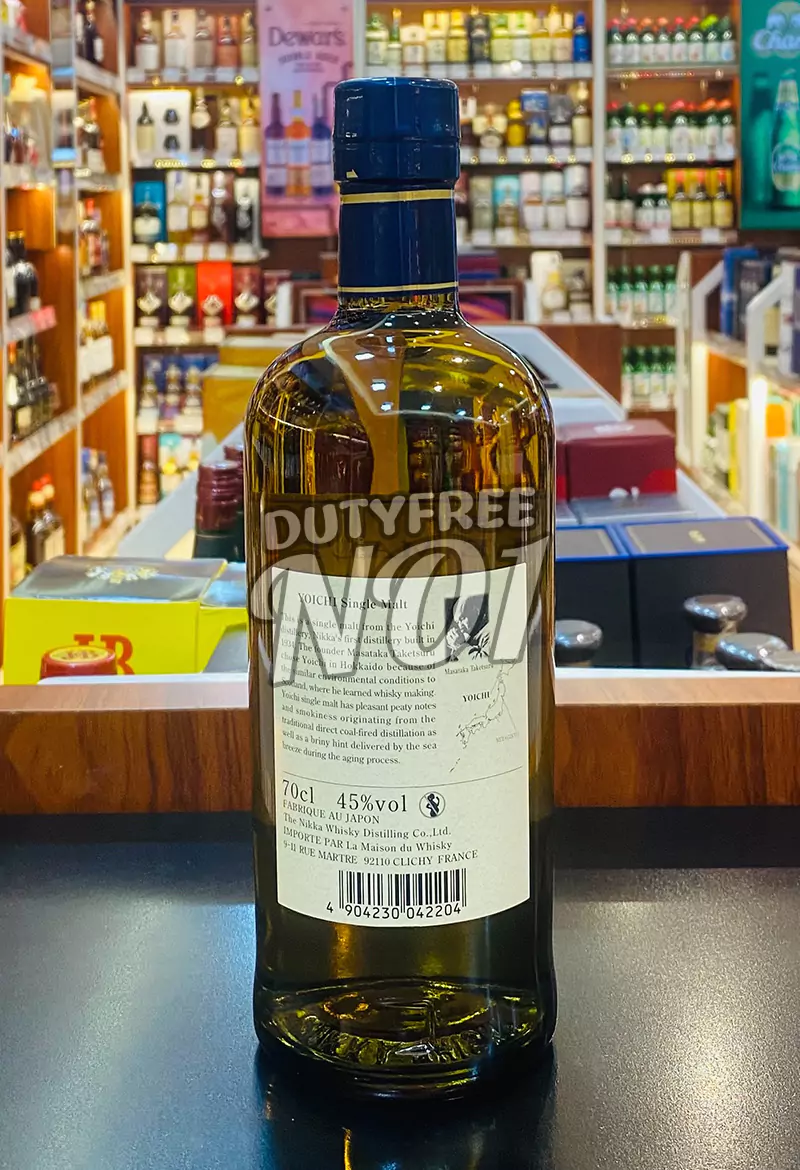 Dewar's
DUTYFREE
NO1
YOICHI Single Malt
This is a single malt from the Yoichi
distillery, Nikka's first distillery built in
1934. The founder Masataka Taketsuru
chose Yoichi in Hokkaido because of
the similar environmental conditions to
Scotland, where he learned whisky making.
Yoichi single malt has pleasant peaty notes
and smokiness originating from the
traditional direct coal-fired distillation as
well as a briny hint delivered by the sea
breeze during the aging process.
Masataka Taketsuru
YOICHI
70cl 45%vol
FABRIQUE AU JAPON
The Nikka Whisky Distilling Co.,Ltd.
IMPORTE PAR La Maison du Whisky
9-11 RUE MARTRE 92110 CLICHY FRANCE
4 904230 042204